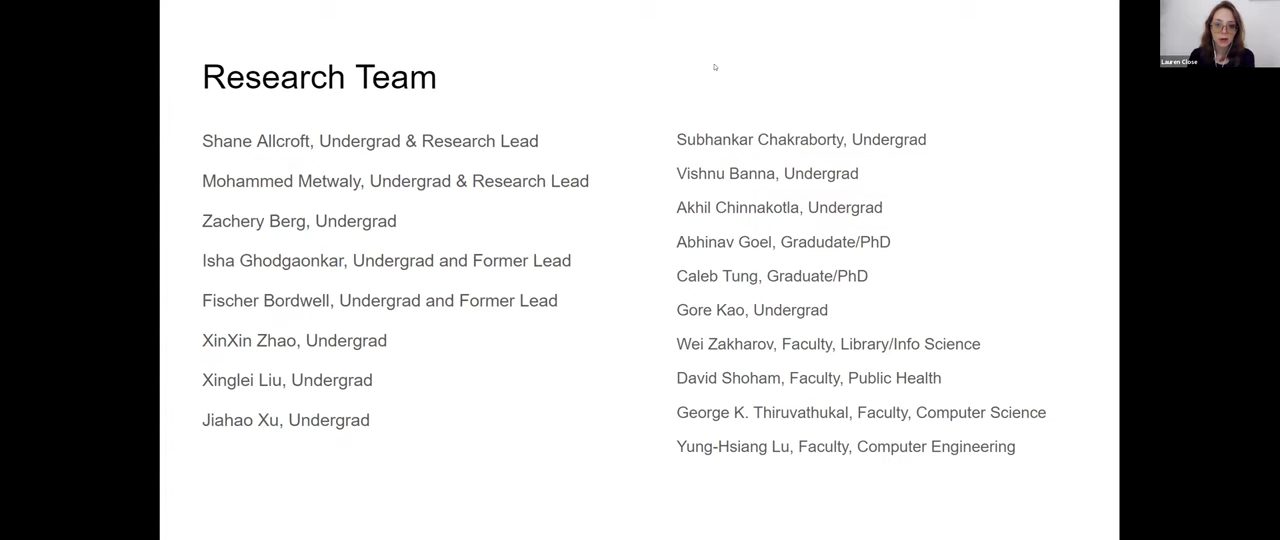 Research Team
Shane Allcroft, Undergrad & Research Lead
Mohammed Metwaly, Undergrad & Research Lead
Zachery Berg, Undergrad
Isha Ghodgaonkar, Undergrad and Former Lead
Fischer Bordwell, Undergrad and Former Lead
XinXin Zhao, Undergrad
Xinglei Liu, Undergrad
Jiahao Xu, Undergrad
Subhankar Chakraborty, Undergrad
Vishnu Banna, Undergrad
Akhil Chinnakotla, Undergrad
Abhinav Goel, Gradudate/PhD
Caleb Tung, Graduate/PhD
Gore Kao, Undergrad
Wei Zakharov, Faculty, Library/Info Science
David Shoham, Faculty, Public Health
George K. Thiruvathukal, Faculty, Computer Science
Yung-Hsiang Lu, Faculty, Computer Engineering
Lauren Close